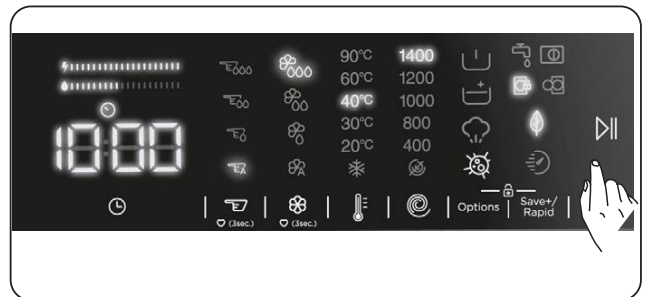 90°C 1400
60°C 1200
40°C 1000
30°C 800
20°C 400
10:00
A A
Options Save+/
Rapid
(3sec.) (3sec.)